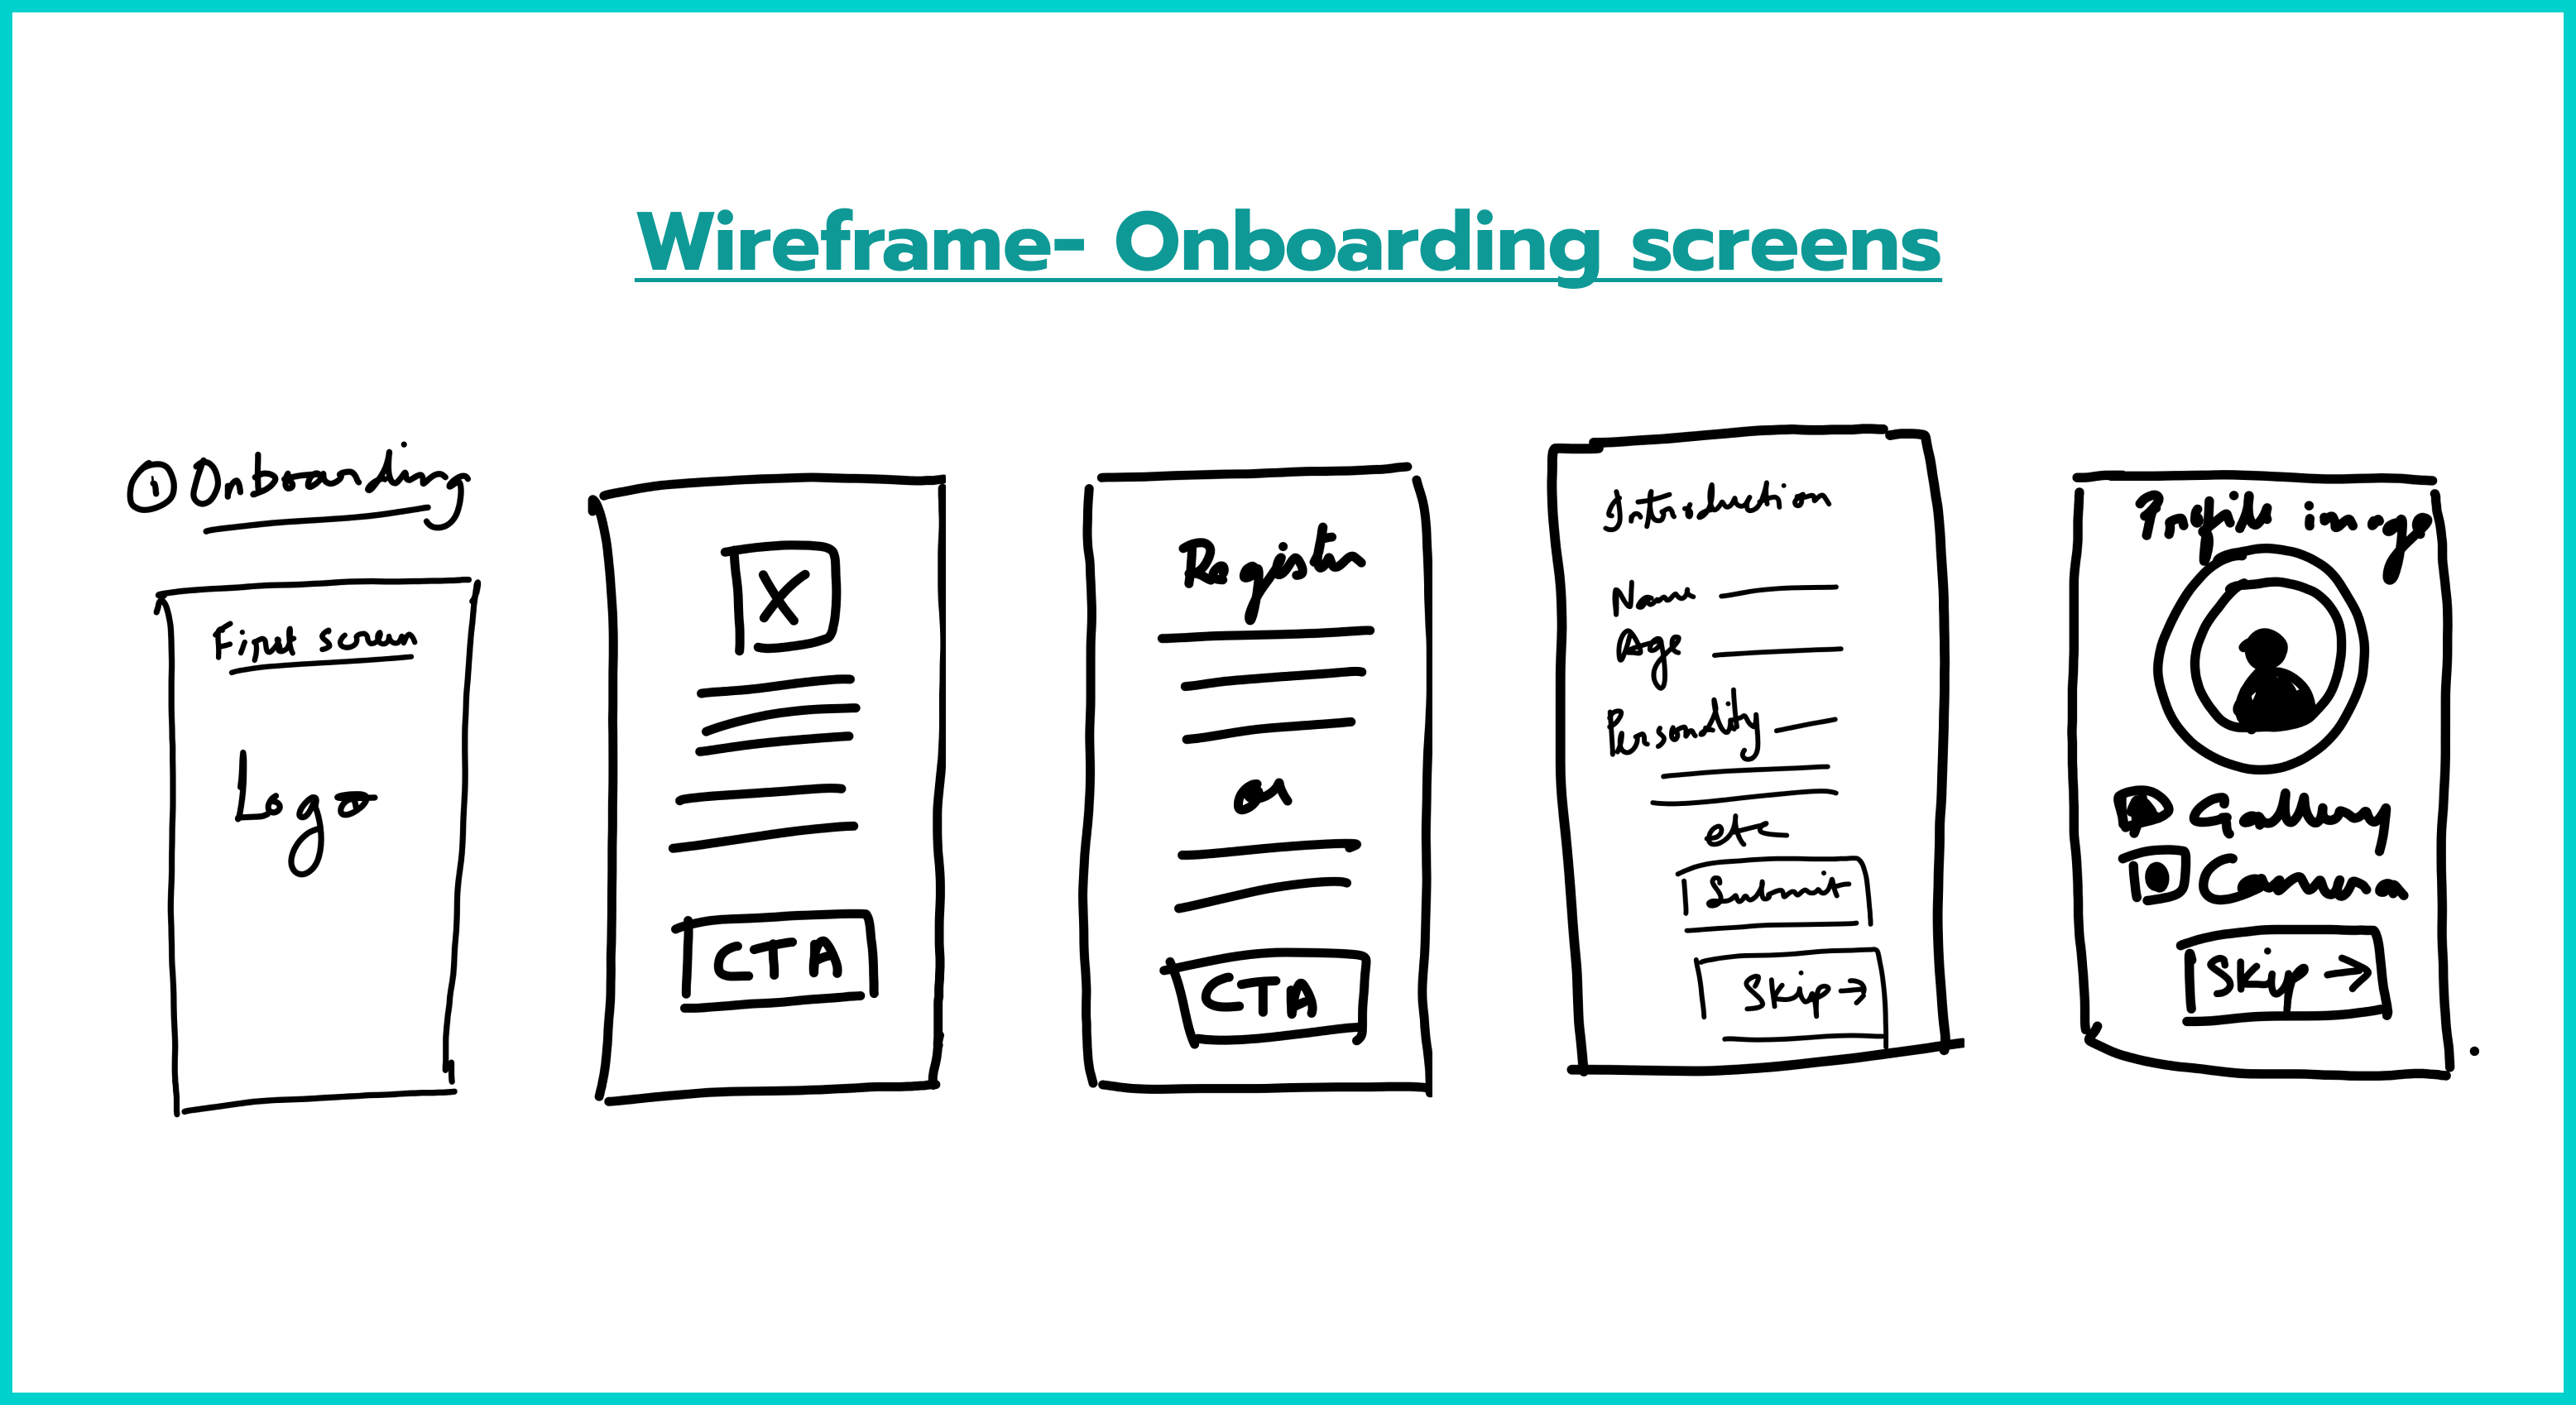 Wireframe- Onboarding screens
① Onboarding
First screen
Logo
X
CTA
Register
or
CTA
Introduction
Name
Age
Personality
etc
Submit
Skip →
Profile image
Gallery
Camera
Skip →